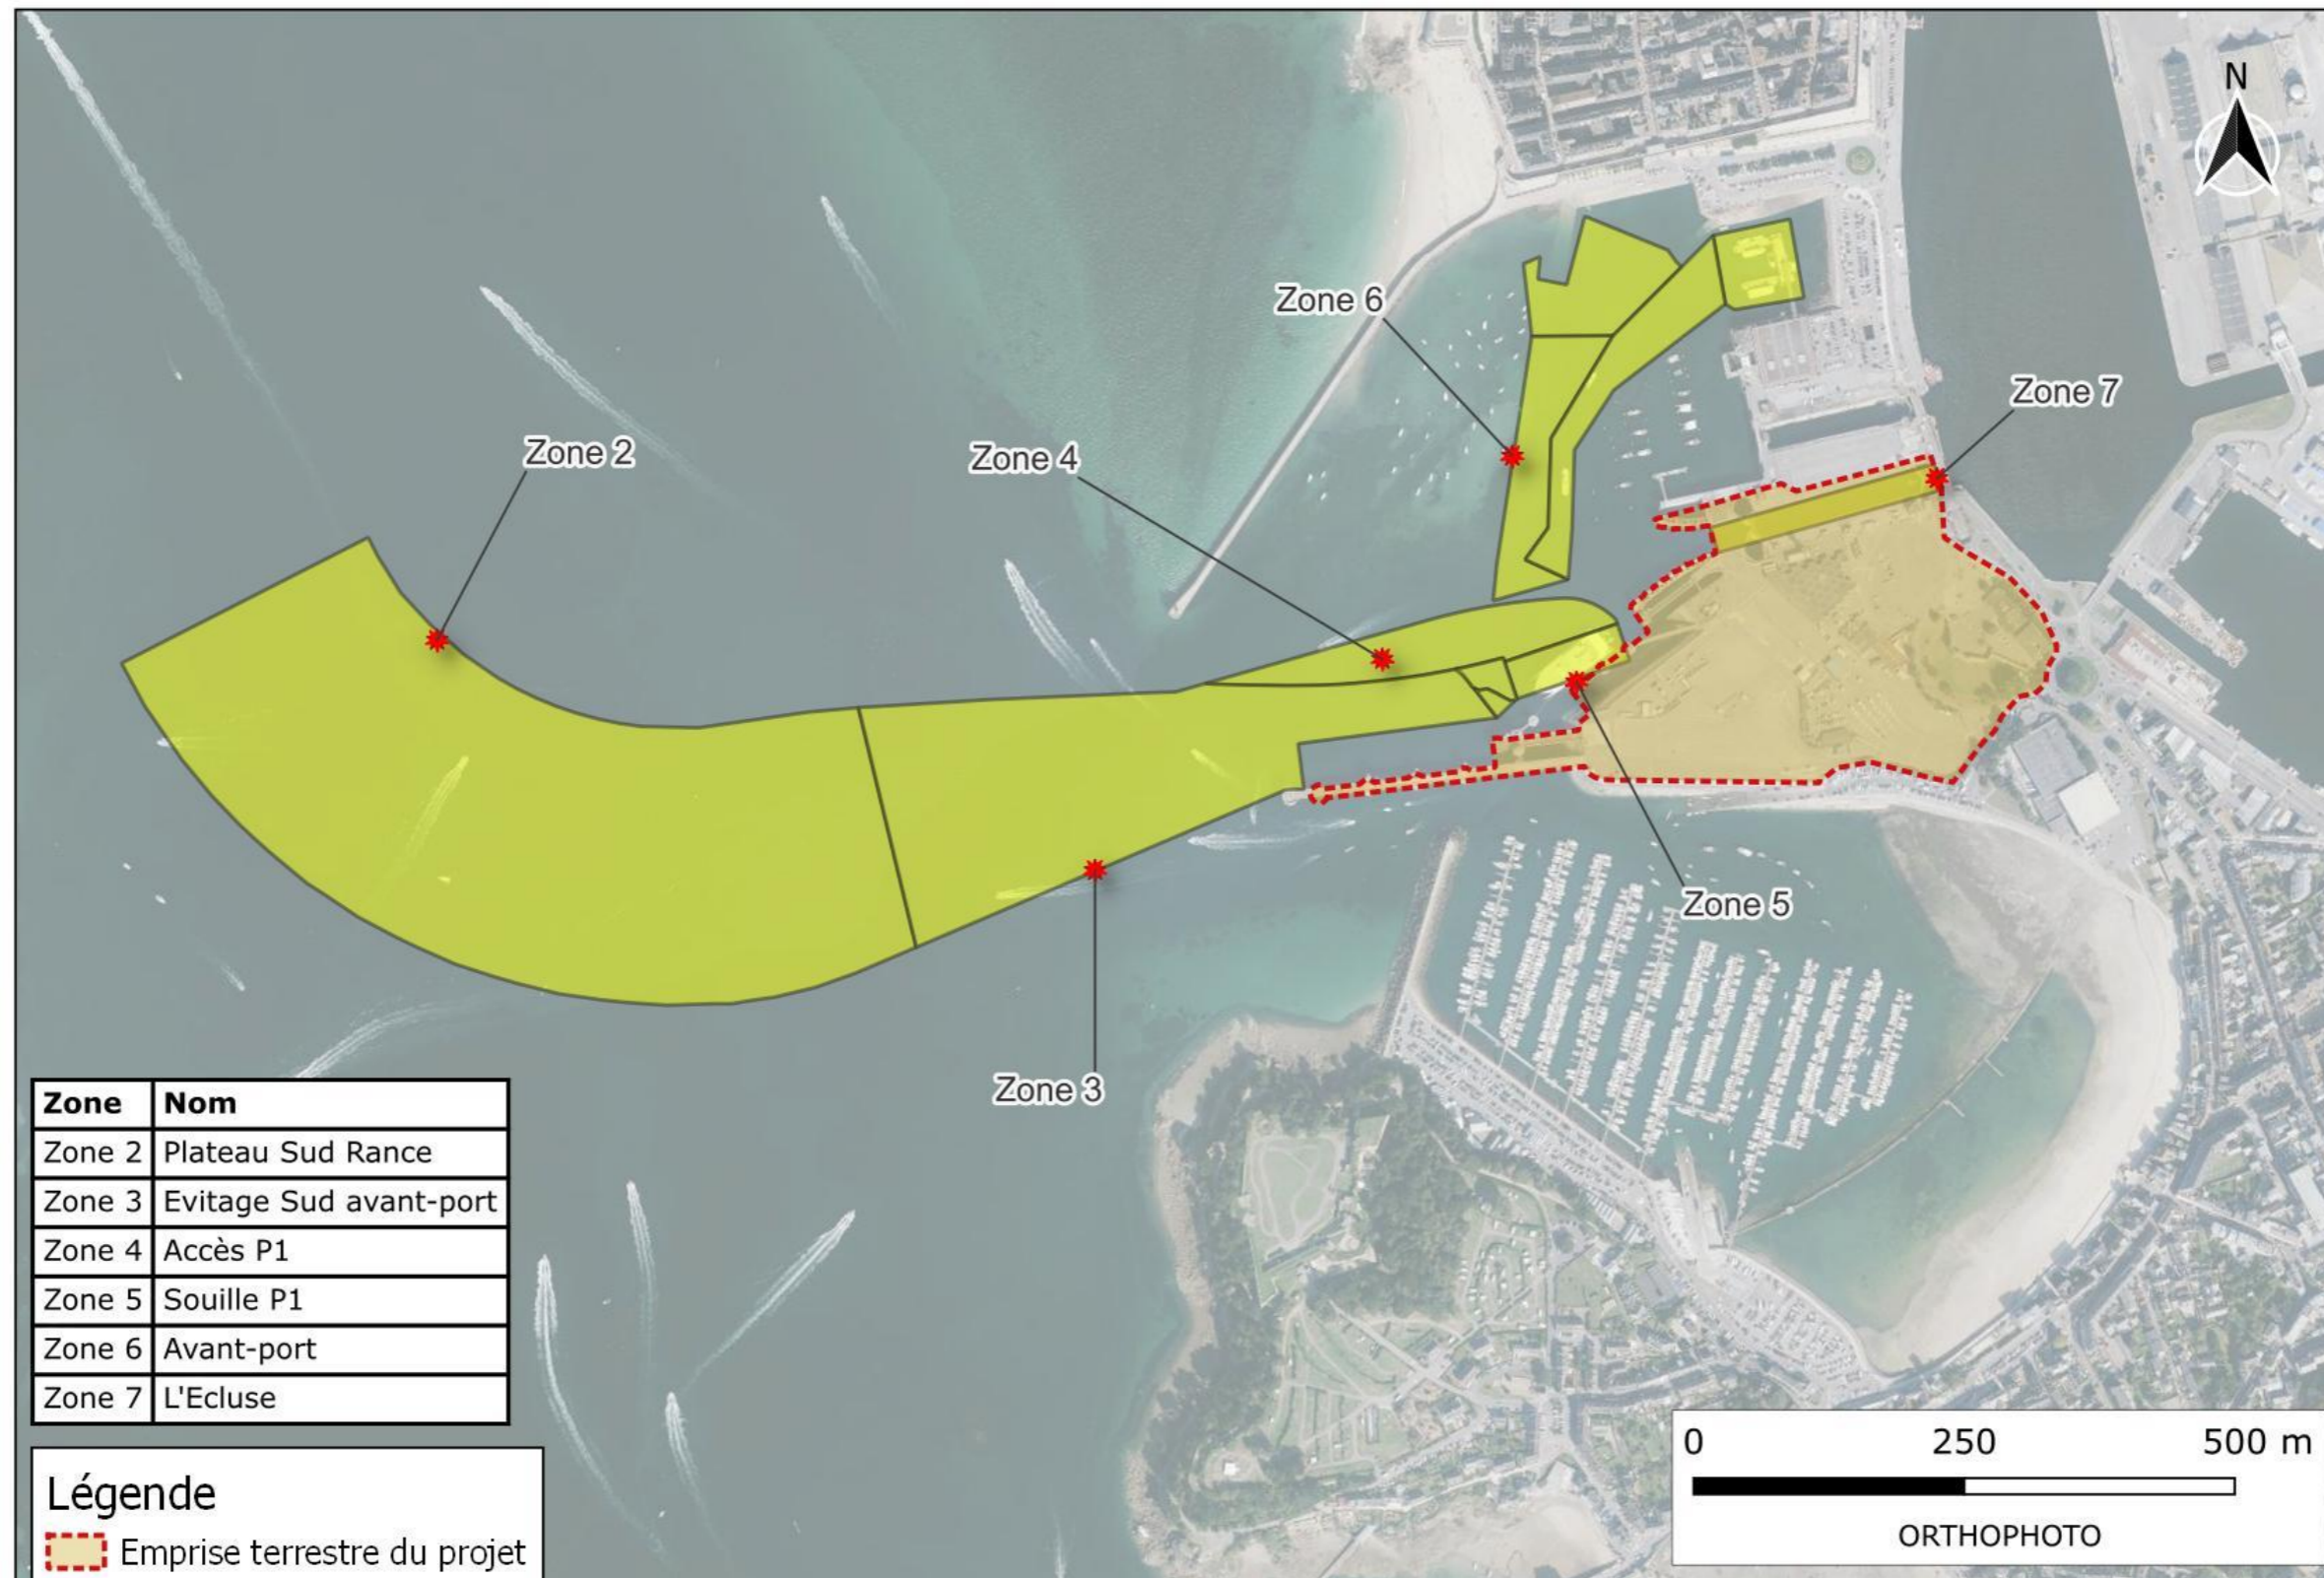 N
Zone 6
Zone 7
Zone 2
Zone 4
Zone 5
Zone 3
Zone Nom
Zone 2 Plateau Sud Rance
Zone 3 Evitage Sud avant-port
Zone 4 Accès P1
Zone 5 Souille P1
Zone 6 Avant-port
Zone 7 L'Ecluse
Légende
Emprise terrestre du projet
0 250 500 m
ORTHOPHOTO